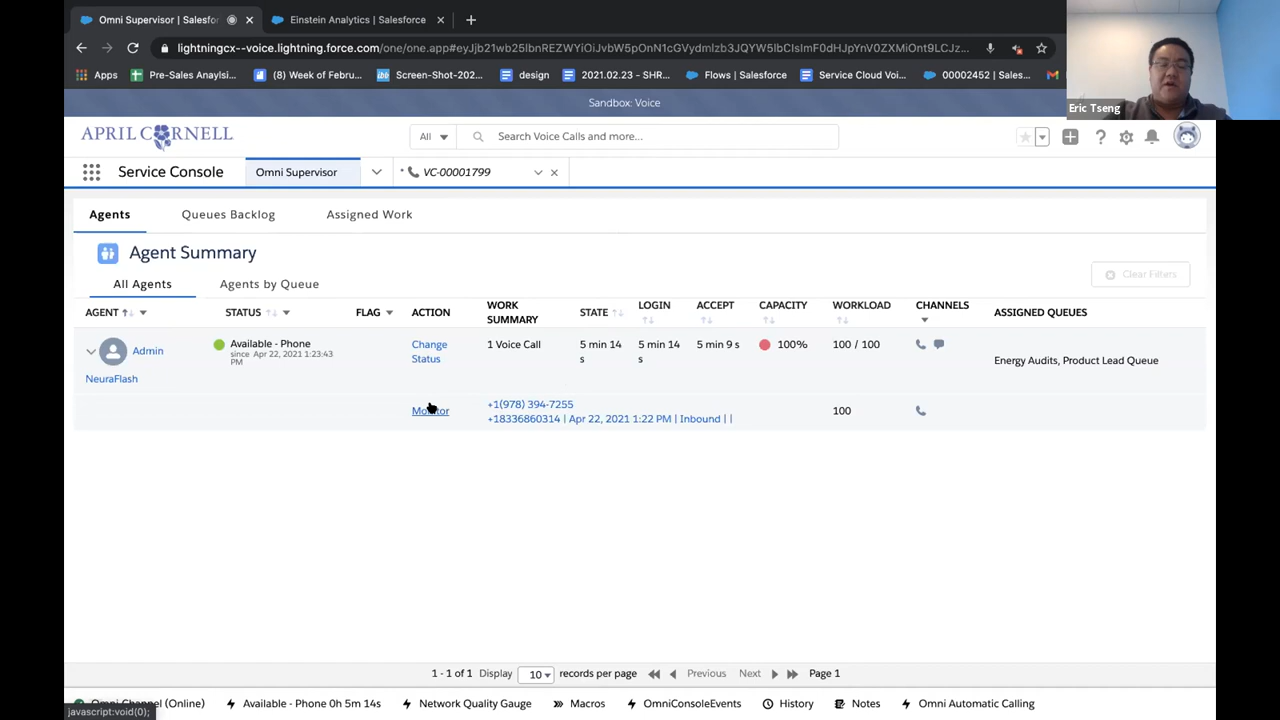 Omni Supervisor | Salesfor
Einstein Analytics | Salesforce
lightningcx--voice.lightning.force.com/one/one.app#eyJjb21wb25lbnREZWYiOiJvbW5pOnN1cGVydmlzb3JQYW5lbCIsImF0dHJpYnV0ZXMiOnt9LCJz...
Apps
Pre-Sales Anaylsi...
(8) Week of Febru...
Screen-Shot-202...
design
2021.02.23 - SHR...
Flows | Salesforce
Service Cloud Voi...
00002452 | Sales...
Eric Tseng
Sandbox: Voice
APRIL CORNELL
All
Search Voice Calls and more...
Service Console
Omni Supervisor
* VC-00001799
Agents
Queues Backlog
Assigned Work
Agent Summary
Clear Filters
All Agents
Agents by Queue
AGENT
STATUS
FLAG
ACTION
WORK
SUMMARY
STATE
LOGIN
ACCEPT
CAPACITY
WORKLOAD
CHANNELS
ASSIGNED QUEUES
Admin
NeuraFlash
Available - Phone
since Apr 22, 2021 1:23:43
PM
Change
Status
1 Voice Call
5 min 14
s
5 min 14
s
5 min 9 s
100%
100 / 100
Energy Audits, Product Lead Queue
Monitor
+1(978) 394-7255
+18336860314 | Apr 22, 2021 1:22 PM | Inbound | |
100
1 - 1 of 1
Display
10
records per page
Previous
Next
Page 1
Omni Channel (Online)
Available - Phone 0h 5m 14s
Network Quality Gauge
Macros
OmniConsoleEvents
History
Notes
Omni Automatic Calling
javascript:void(0);